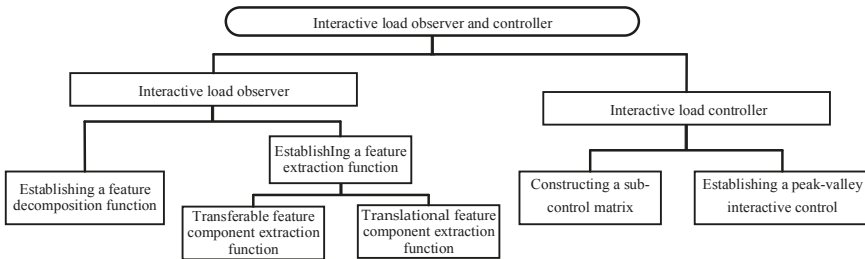 Interactive load observer and controller
Interactive load observer
Interactive load controller
EstablishIng a feature
extraction function
Establishing a feature
decomposition function
Constructing a sub-
control matrix
Establishing a peak-valley
interactive control
Transferable feature
component extraction
function
Translational feature
component extraction
function